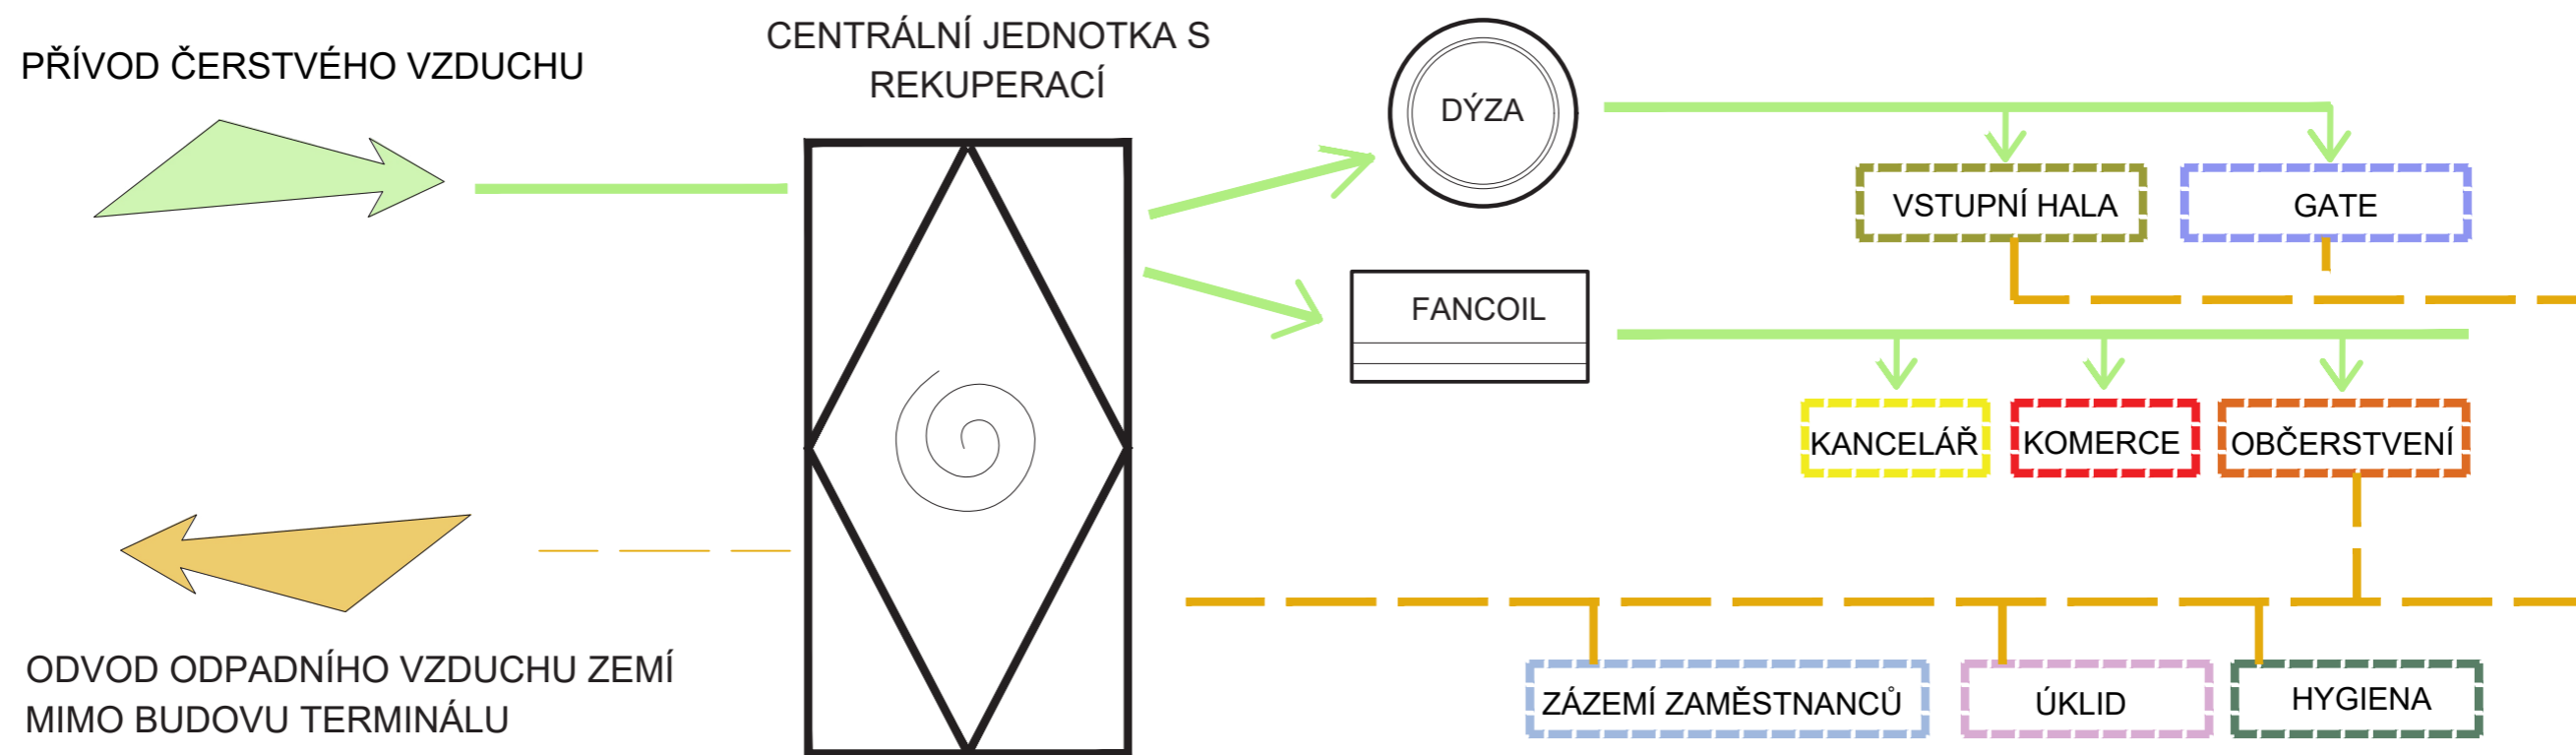 PŘÍVOD ČERSTVÉHO VZDUCHU
CENTRÁLNÍ JEDNOTKA S
REKUPERACÍ
DÝZA
VSTUPNÍ HALA
GATE
FANCOIL
KANCELÁŘ
KOMERCE
OBČERSTVENÍ
ODVOD ODPADNÍHO VZDUCHU ZEMÍ
MIMO BUDOVU TERMINÁLU
ZÁZEMÍ ZAMĚSTNANCŮ
ÚKLID
HYGIENA